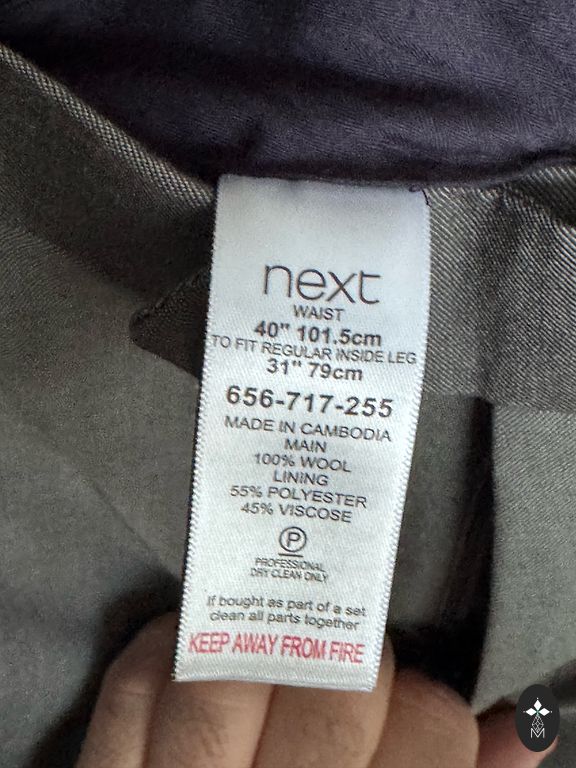 next
WAIST
40" 101.5cm
TO FIT REGULAR INSIDE LEG
31" 79cm
656-717-255
MADE IN CAMBODIA
MAIN
100% WOOL
LINING
55% POLYESTER
45% VISCOSE
P
PROFESSIONAL
DRY CLEAN ONLY
If bought as part of a set
clean all parts together
KEEP AWAY FROM FIRE
M